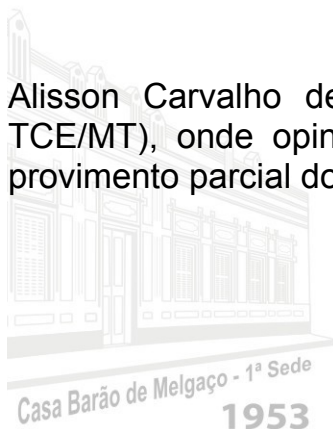 Alisson Carvalho de
TCE/MT), onde opin
provimento parcial do
Casa Barão de Melgaço - 1ª Sede
1953